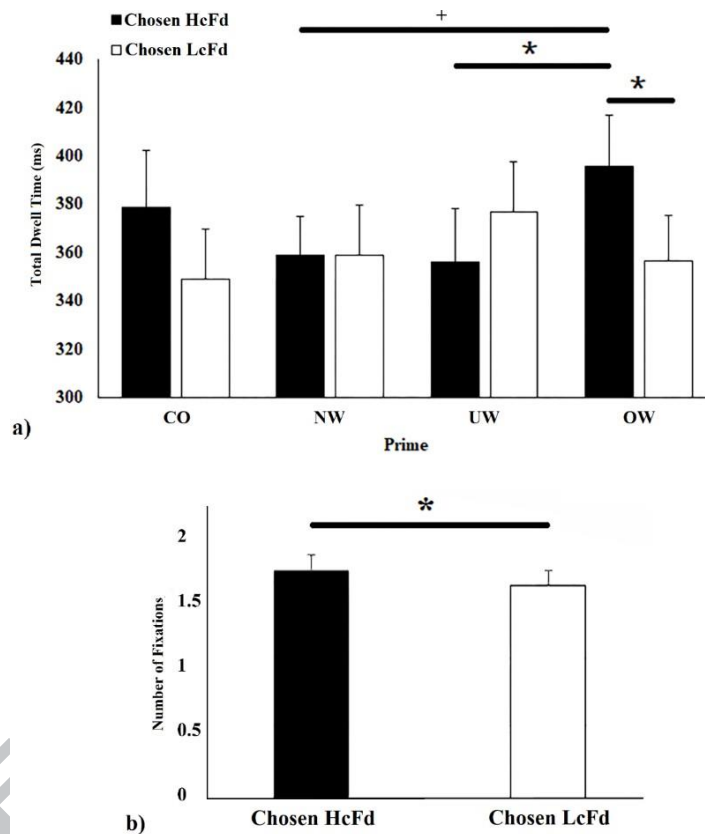 Chosen HcFd
Chosen LcFd
+
*
*
440
420
400
380
360
340
320
300
Total Dwell Time (ms)
CO NW UW OW
a)
Prime
*
2
1.5
1
0.5
0
Number of Fixations
Chosen HcFd Chosen LcFd
b)